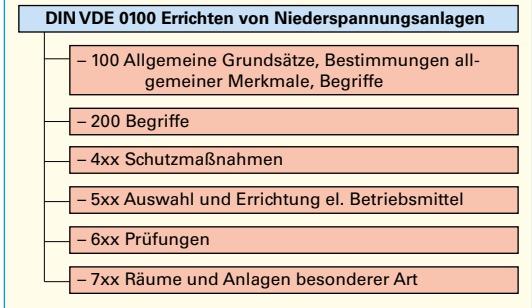 DIN VDE 0100 Errichten von Niederspannungsanlagen
– 100 Allgemeine Grundsätze, Bestimmungen all-
gemeiner Merkmale, Begriffe
– 200 Begriffe
– 4xx Schutzmaßnahmen
– 5xx Auswahl und Errichtung el. Betriebsmittel
– 6xx Prüfungen
– 7xx Räume und Anlagen besonderer Art